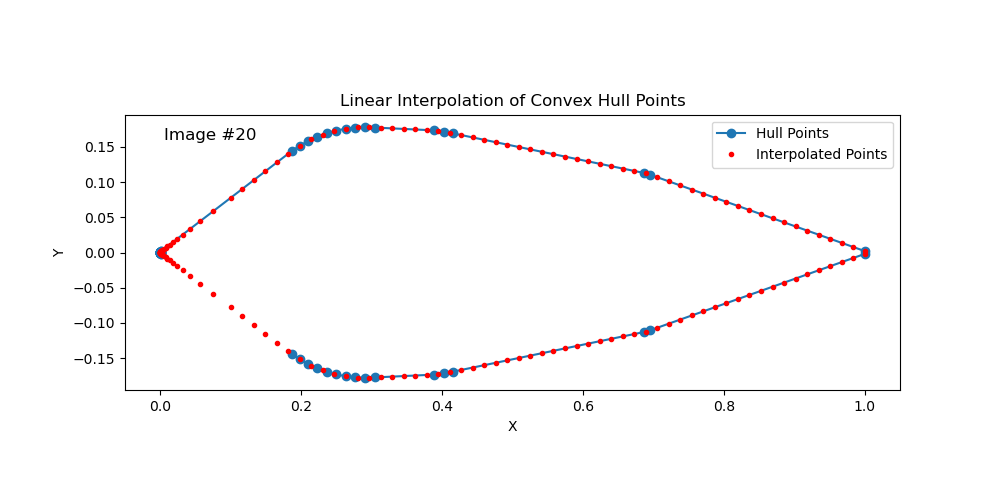 Linear Interpolation of Convex Hull Points
Image #20
Hull Points
Interpolated Points
Y
0.15
0.10
0.05
0.00
−0.05
−0.10
−0.15
0.0 0.2 0.4 0.6 0.8 1.0
X